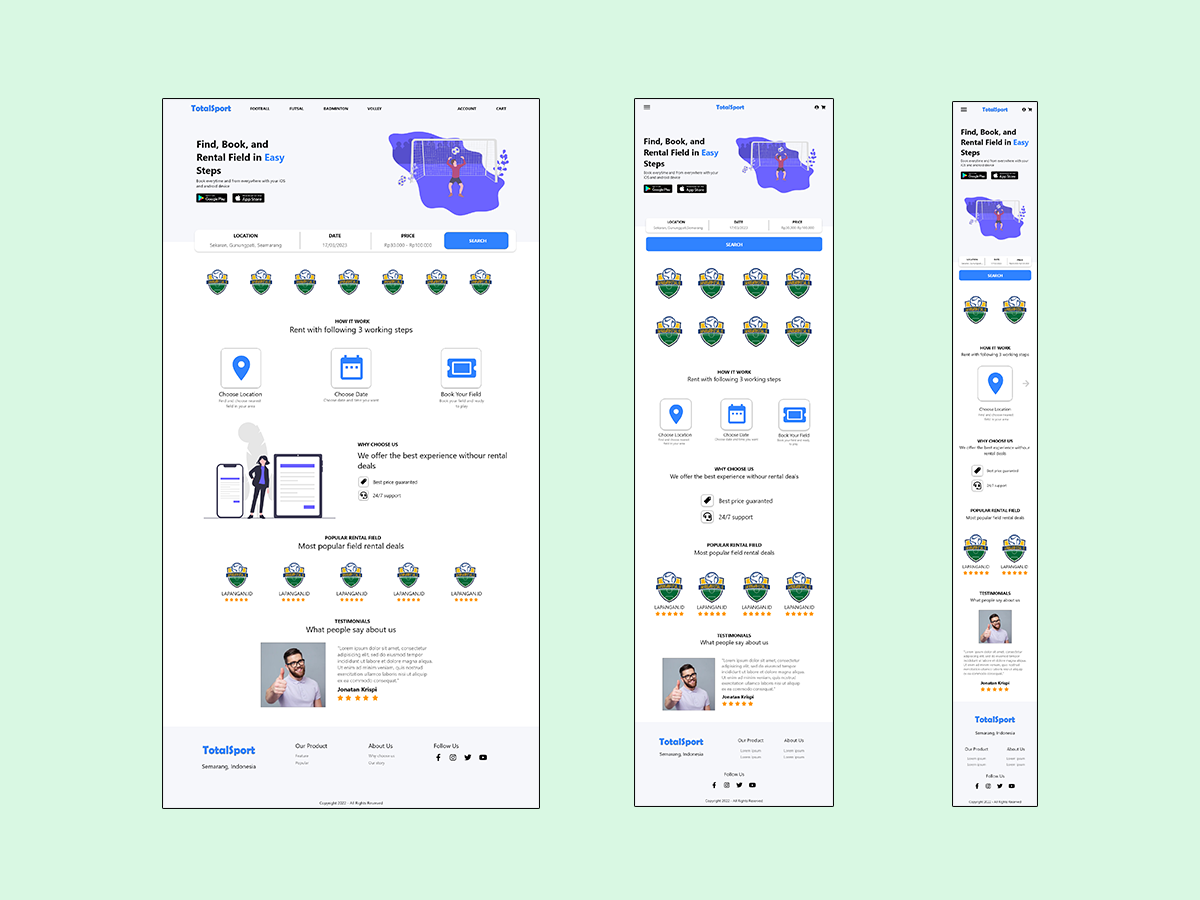 TotalSport
FOOTBALL
FUTSAL
BADMINTON
VOLLEY
ACCOUNT
CART
Find, Book, and
Rental Field in Easy
Steps
Book everytime and from everywhere with your iOS
and android device
Google Play
App Store
LOCATION
DATE
PRICE
Sekaran, Gunungpati, Seamarang
12/03/2023
Rp30.000 - Rp100.000
SEARCH
HOW IT WORK
Rent with following 3 working steps
Choose Location
Find and choose nearest
field in your area
Choose Date
Choose date and time you want
Book Your Field
Book your field and ready
to play
WHY CHOOSE US
We offer the best experience withour rental
deals
Best price guaranted
24/7 support
POPULAR RENTAL FIELD
Most popular field rental deals
LAPANGAN.ID
LAPANGAN.ID
LAPANGAN.ID
LAPANGAN.ID
LAPANGAN.ID
TESTIMONIALS
What people say about us
"Lorem ipsum dolor sit amet, consectetur
adipiscing elit, sed do eiusmod tempor
incididunt ut labore et dolore magna aliqua.
Ut enim ad minim veniam, quis nostrud
exercitation ullamco laboris nisi ut aliquip
ex ea commodo consequat."
Jonatan Krispi
TotalSport
Semarang, Indonesia
Our Product
Feature
Popular
About Us
Why choose us
Our story
Follow Us
Copyright 2022 - All Rights Reserved
TotalSport
Find, Book, and
Rental Field in Easy
Steps
Book everytime and from everywhere with your
iOS and android device
Google Play
App Store
LOCATION
DATE
PRICE
SEARCH
HOW IT WORK
Rent with following 3 working steps
Choose Location
Find and choose nearest
field in your area
Choose Date
Choose date and time you want
Book Your Field
Book your field and ready
to play
WHY CHOOSE US
We offer the best experience withour rental deals
Best price guaranted
24/7 support
POPULAR RENTAL FIELD
Most popular field rental deals
LAPANGAN.ID
LAPANGAN.ID
LAPANGAN.ID
LAPANGAN.ID
TESTIMONIALS
What people say about us
"Lorem ipsum dolor sit amet, consectetur
adipiscing elit, sed do eiusmod tempor
incididunt ut labore et dolore magna aliqua.
Ut enim ad minim veniam, quis nostrud
exercitation ullamco laboris nisi ut aliquip
ex ea commodo consequat."
Jonatan Krispi
TotalSport
Semarang, Indonesia
Our Product
Lorem ipsum
Lorem ipsum
About Us
Lorem ipsum
Lorem ipsum
Follow Us
Copyright 2022 - All Rights Reserved
TotalSport
Find, Book, and
Rental Field in Easy
Steps
Book everytime and from everywhere with your
iOS and android device
Google Play
App Store
LOCATION
DATE
PRICE
SEARCH
HOW IT WORK
Rent with following 3 working steps
Choose Location
Find and choose nearest
field in your area
WHY CHOOSE US
We offer the best experience withour
rental deals
Best price guaranted
24/7 support
POPULAR RENTAL FIELD
Most popular field rental deals
LAPANGAN.ID
LAPANGAN.ID
TESTIMONIALS
What people say about us
"Lorem ipsum dolor sit amet, consectetur
adipiscing elit, sed do eiusmod tempor
incididunt ut labore et dolore magna aliqua.
Ut enim ad minim veniam, quis nostrud
exercitation ullamco laboris nisi ut aliquip
ex ea commodo consequat."
Jonatan Krispi
TotalSport
Semarang, Indonesia
Our Product
Lorem ipsum
Lorem ipsum
About Us
Lorem ipsum
Lorem ipsum
Follow Us
Copyright 2022 - All Rights Reserved